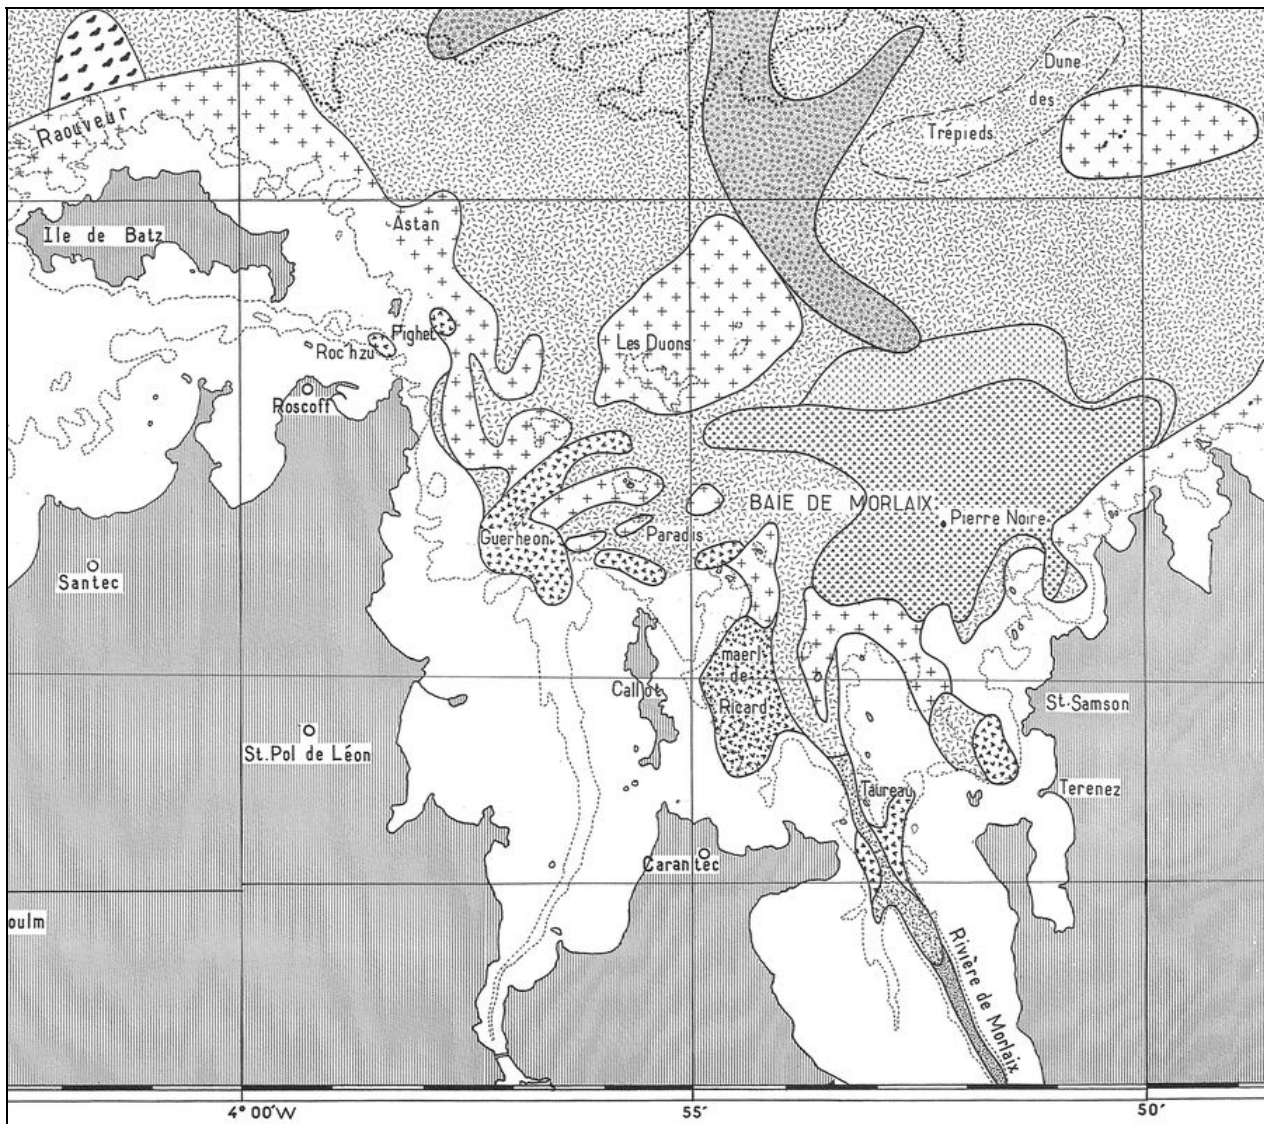 Dune
des
Trépieds
Raouveur
Astan
Ile de Batz
Pighet
Roc'hzu
Les Duons
Roscoff
BAIE DE MORLAIX
Pierre Noire
Guerheon
Paradis
Santec
maerl
de
Ricard
Callot
St.Samson
St.Pol de Léon
Taureau
Terenez
Carantec
oulm
Rivière de Morlaix
4°00'W
55'
50'